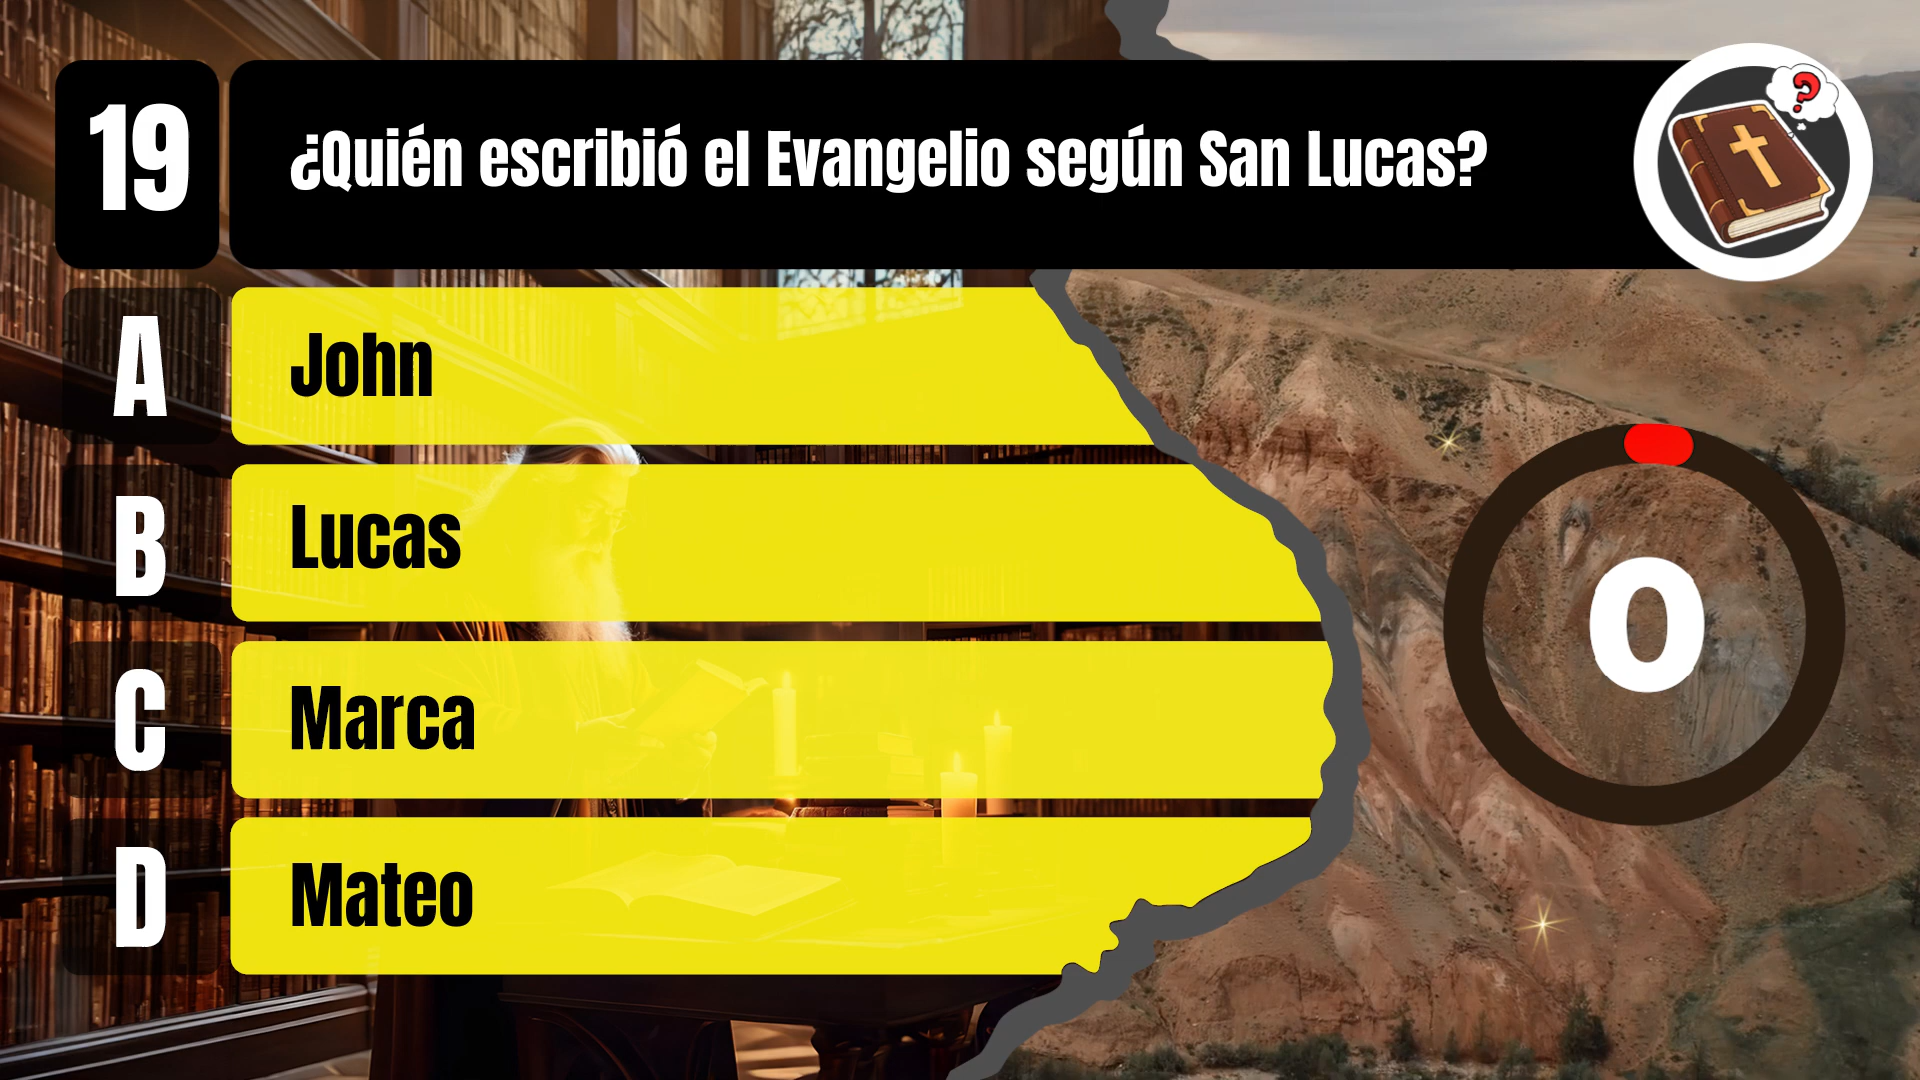 19
¿Quién escribió el Evangelio según San Lucas?
?
A
John
B
Lucas
C
Marca
D
Mateo
0